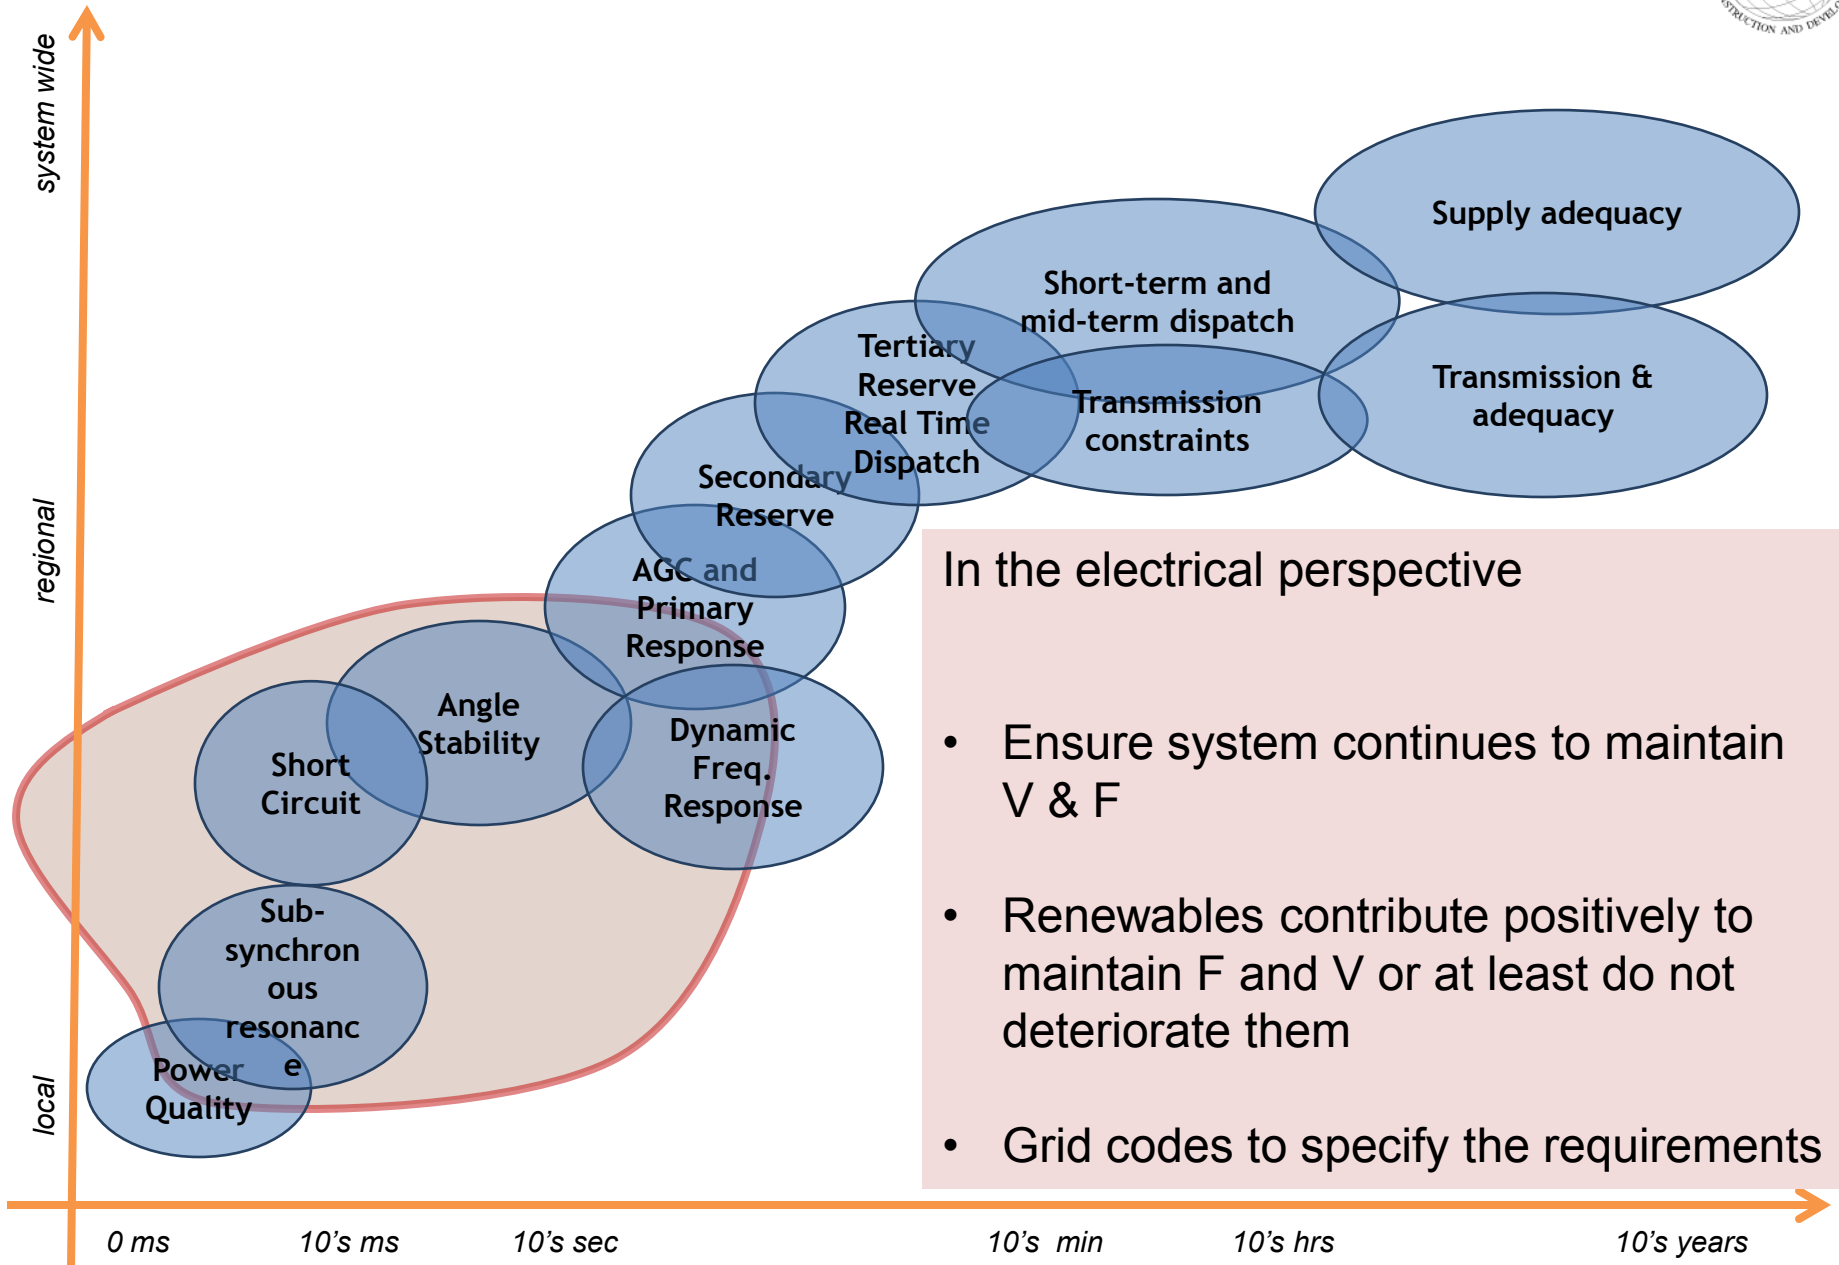 STRUCTION AND DEVELO
system wide
regional
local
Supply adequacy
Short-term and
mid-term dispatch
Tertiary
Reserve
Real Time
Dispatch
Transmission
constraints
Transmission &
adequacy
Secondary
Reserve
AGC and
Primary
Response
Angle
Stability
Dynamic
Freq.
Response
Short
Circuit
Sub-
synchron
ous
resonanc
e
Power
Quality
In the electrical perspective
• Ensure system continues to maintain
V & F
• Renewables contribute positively to
maintain F and V or at least do not
deteriorate them
• Grid codes to specify the requirements
0 ms
10's ms
10's sec
10's min
10's hrs
10's years